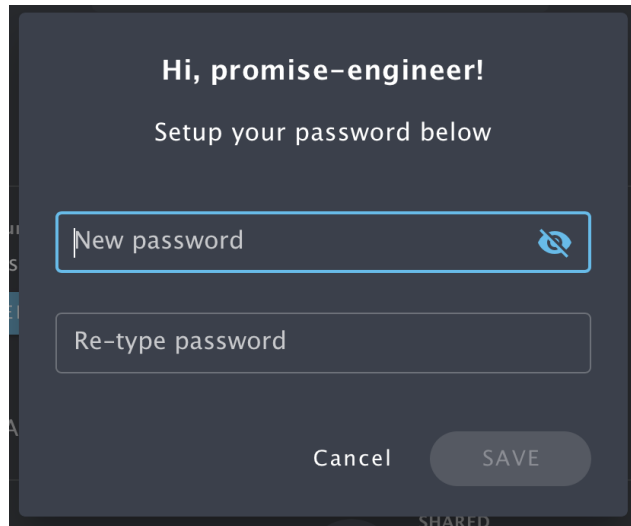 Hi, promise-engineer!
Setup your password below
New password
Re-type password
Cancel
SAVE
SHARED